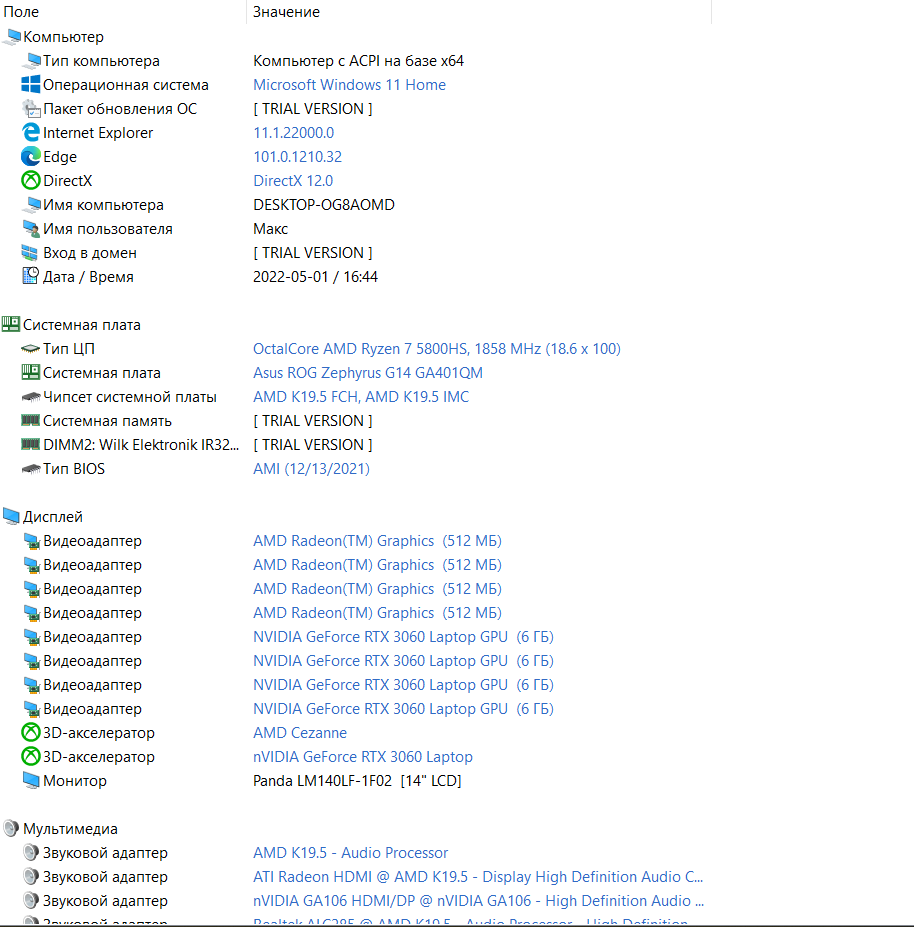 Поле Значение
Компьютер
Тип компьютера Компьютер с ACPI на базе x64
Операционная система Microsoft Windows 11 Home
Пакет обновления ОС [ TRIAL VERSION ]
Internet Explorer 11.1.22000.0
Edge 101.0.1210.32
DirectX DirectX 12.0
Имя компьютера DESKTOP-OG8AOMD
Имя пользователя Макс
Вход в домен [ TRIAL VERSION ]
Дата / Время 2022-05-01 / 16:44
Системная плата
Тип ЦП OctalCore AMD Ryzen 7 5800HS, 1858 MHz (18.6 x 100)
Системная плата Asus ROG Zephyrus G14 GA401QM
Чипсет системной платы AMD K19.5 FCH, AMD K19.5 IMC
Системная память [ TRIAL VERSION ]
DIMM2: Wilk Elektronik IR32... [ TRIAL VERSION ]
Тип BIOS AMI (12/13/2021)
Дисплей
Видеоадаптер AMD Radeon(TM) Graphics (512 МБ)
Видеоадаптер AMD Radeon(TM) Graphics (512 МБ)
Видеоадаптер AMD Radeon(TM) Graphics (512 МБ)
Видеоадаптер AMD Radeon(TM) Graphics (512 МБ)
Видеоадаптер NVIDIA GeForce RTX 3060 Laptop GPU (6 ГБ)
Видеоадаптер NVIDIA GeForce RTX 3060 Laptop GPU (6 ГБ)
Видеоадаптер NVIDIA GeForce RTX 3060 Laptop GPU (6 ГБ)
Видеоадаптер NVIDIA GeForce RTX 3060 Laptop GPU (6 ГБ)
3D-акселератор AMD Cezanne
3D-акселератор nVIDIA GeForce RTX 3060 Laptop
Монитор Panda LM140LF-1F02 [14" LCD]
Мультимедиа
Звуковой адаптер AMD K19.5 - Audio Processor
Звуковой адаптер ATI Radeon HDMI @ AMD K19.5 - Display High Definition Audio C...
Звуковой адаптер nVIDIA GA106 HDMI/DP @ nVIDIA GA106 - High Definition Audio ...
Звуковой адаптер Realtek ALC285 @ AMD K19.5 - Audio Processor - High Definition